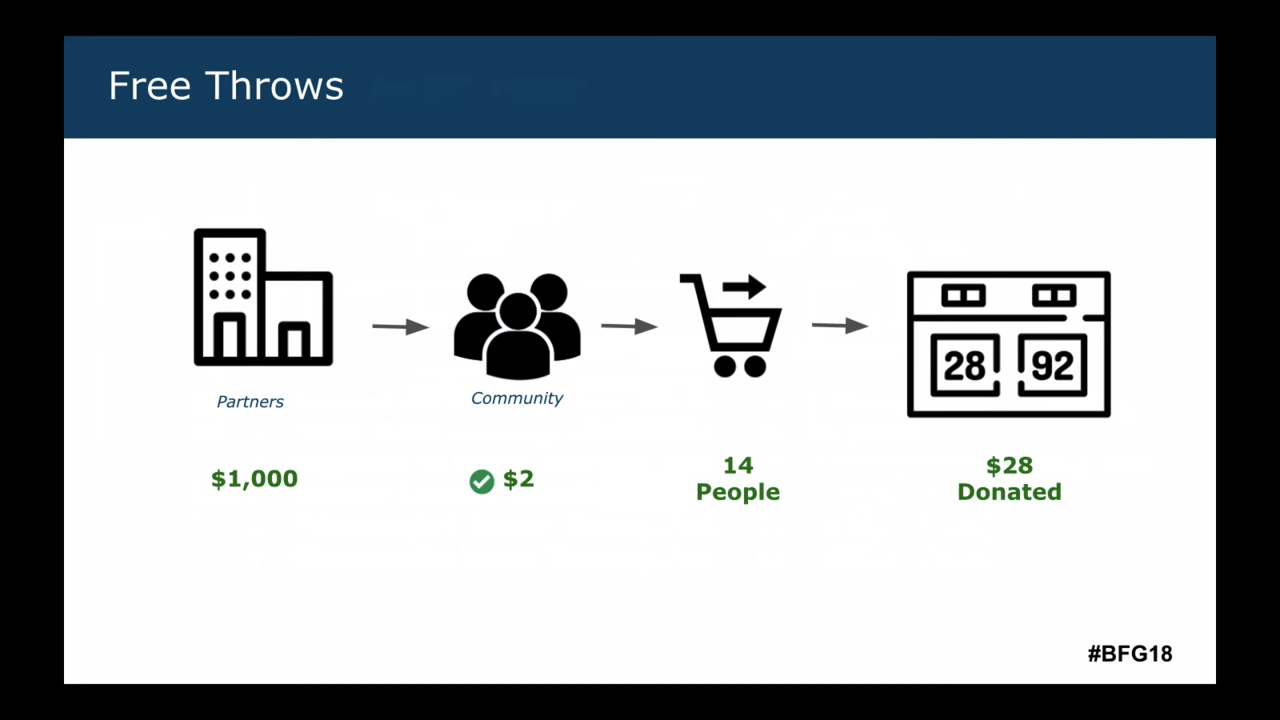 Free Throws
28 92
Partners
Community
$1,000
$2
14
People
$28
Donated
#BFG18